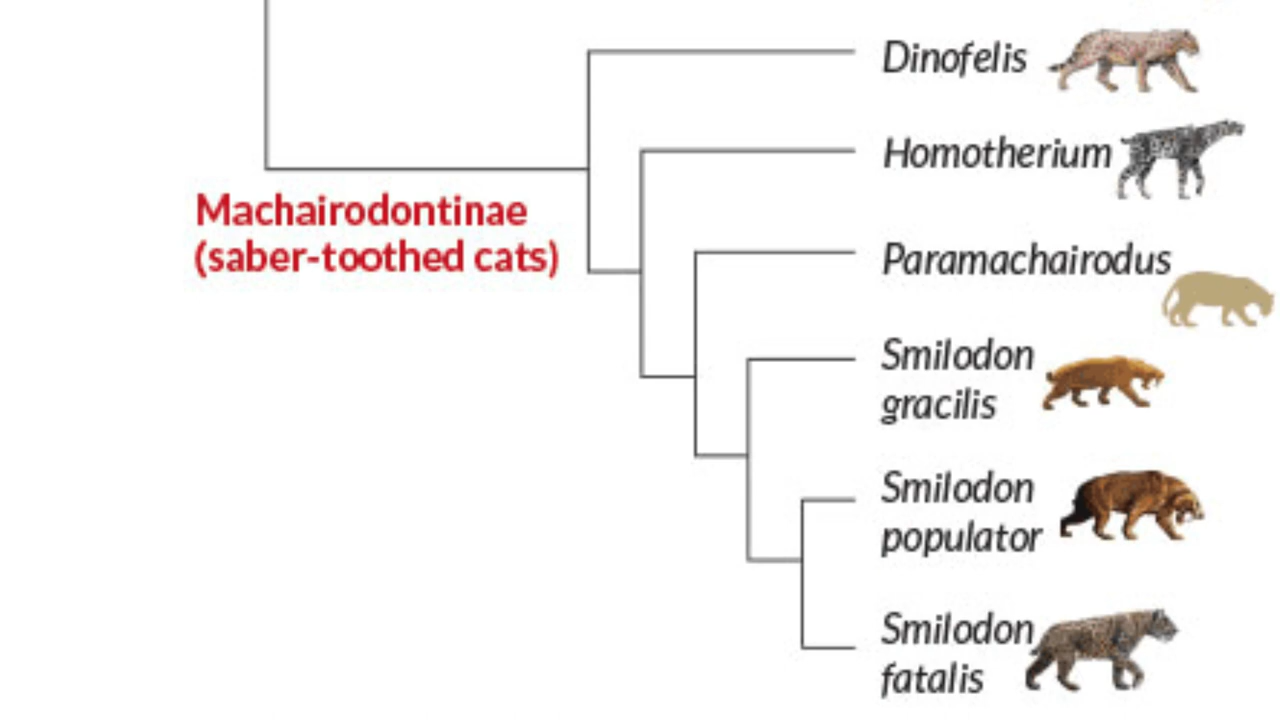 Dinofelis
Homotherium
Machairodontinae
(saber-toothed cats)
Paramachairodus
Smilodon
gracilis
Smilodon
populator
Smilodon
fatalis